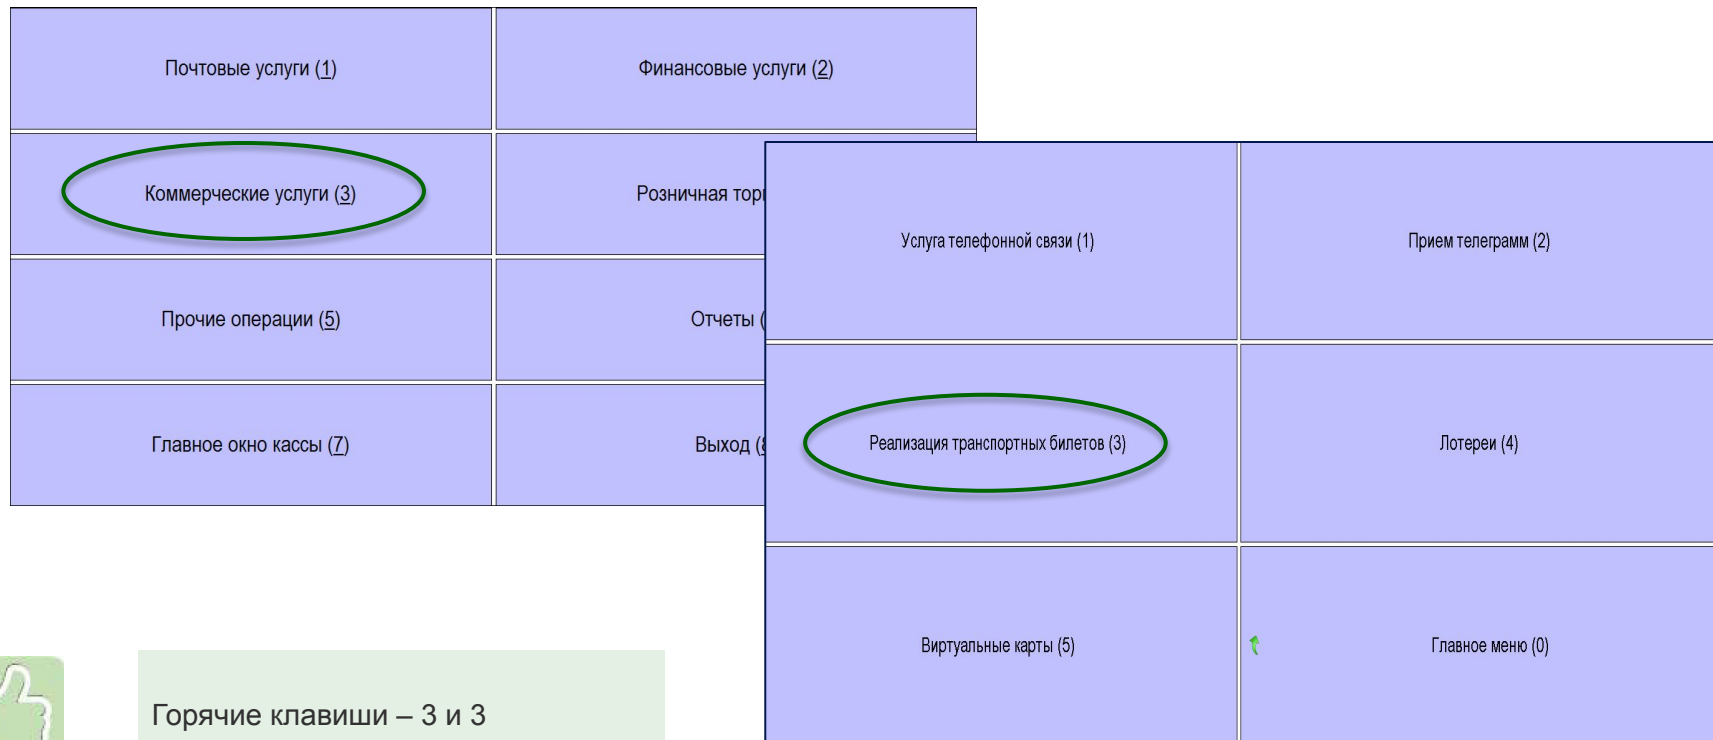 Почтовые услуги (1)
Финансовые услуги (2)
Коммерческие услуги (3)
Розничная
Прочие операции (5)
Отчеты (
Главное окно кассы (7)
Выход (
Услуга телефонной связи (1)
Прием телеграмм (2)
Реализация транспортных билетов (3)
Лотереи (4)
Виртуальные карты (5)
Главное меню (0)
Горячие клавиши – 3 и 3